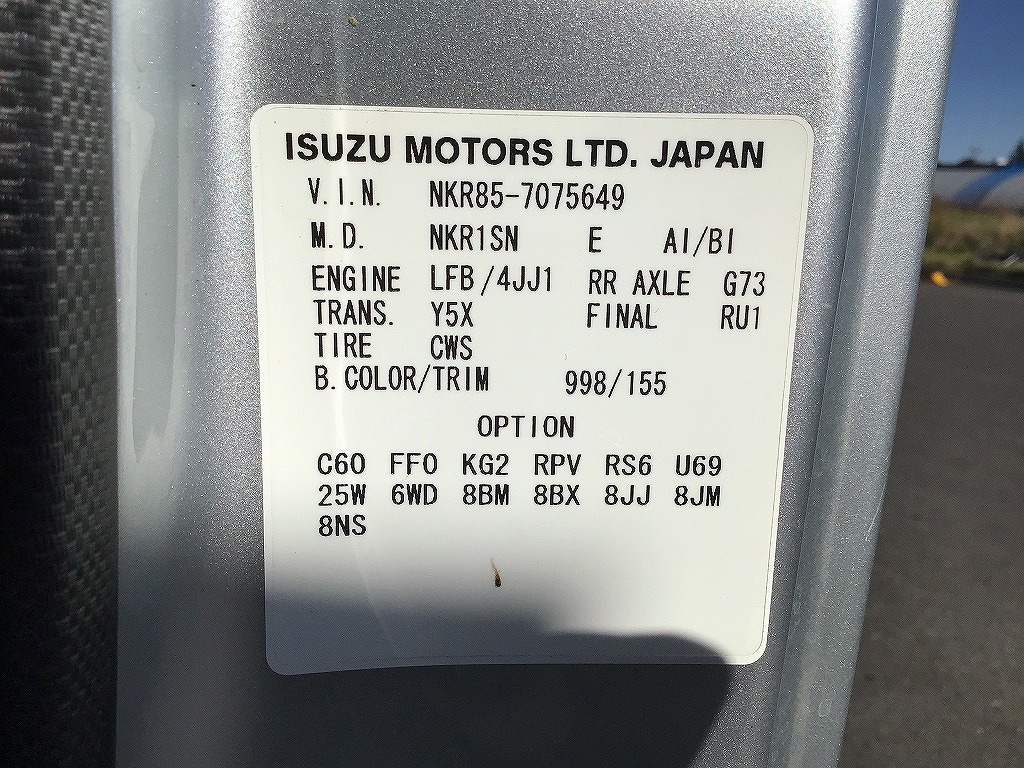 ISUZU MOTORS LTD. JAPAN
V.I.N. NKR85-7075649
M.D. NKR1SN E AI/BI
ENGINE LFB/4JJ1 RR AXLE G73
TRANS. Y5X FINAL RU1
TIRE CWS
B.COLOR/TRIM 998/155
OPTION
C60 FF0 KG2 RPV RS6 U69
25W 6WD 8BM 8BX 8JJ 8JM
8NS